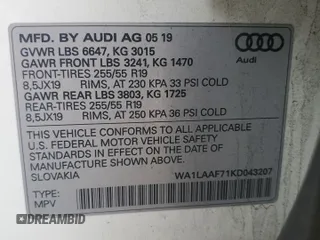 MFD. BY AUDI AG 05 19
GVWR LBS 6647, KG 3015
GAWR FRONT LBS 3241, KG 1470
FRONT-TIRES 255/55 R19
8,5JX19 RIMS, AT 230 KPA 33 PSI COLD
GAWR REAR LBS 3803, KG 1725
REAR-TIRES 255/55 R19
8,5JX19 RIMS, AT 250 KPA 36 PSI COLD
Audi
THIS VEHICLE CONFORMS TO ALL APPLICABLE
U.S. FEDERAL MOTOR VEHICLE SAFETY
STANDARDS IN EFFECT ON THE DATE OF
MANUFACTURE SHOWN ABOVE.
SLOVAKIA
WA1LAAF71KD043207
TYPE:
MPV
DREAMBID